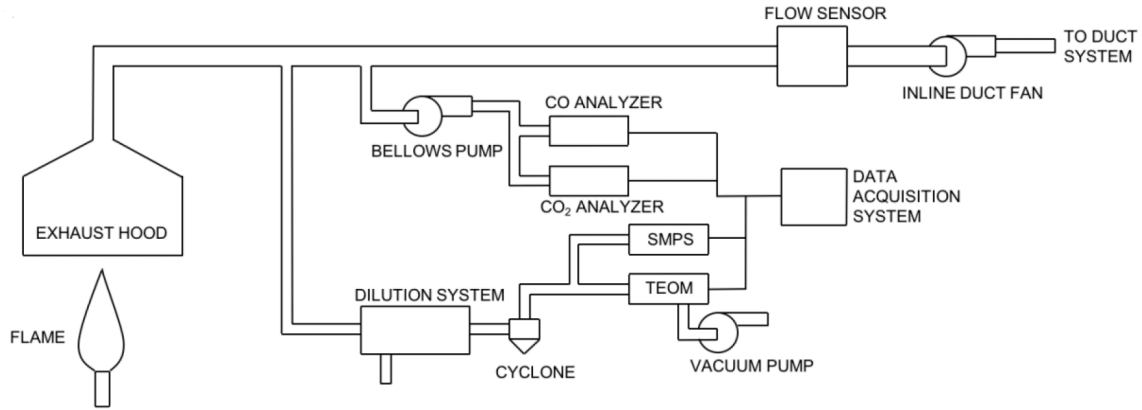 FLOW SENSOR
TO DUCT
SYSTEM
INLINE DUCT FAN
CO ANALYZER
BELLOWS PUMP
CO₂ ANALYZER
DATA
ACQUISITION
SYSTEM
EXHAUST HOOD
SMPS
TEOM
DILUTION SYSTEM
FLAME
CYCLONE
VACUUM PUMP